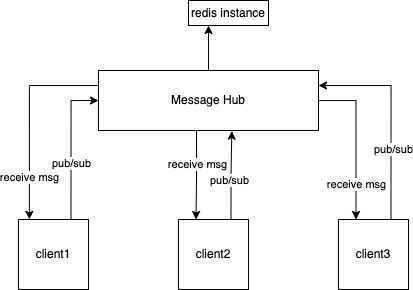 redis instance
Message Hub
pub/sub
pub/sub
receive msg
receive msg
pub/sub
receive msg
client1
client2
client3